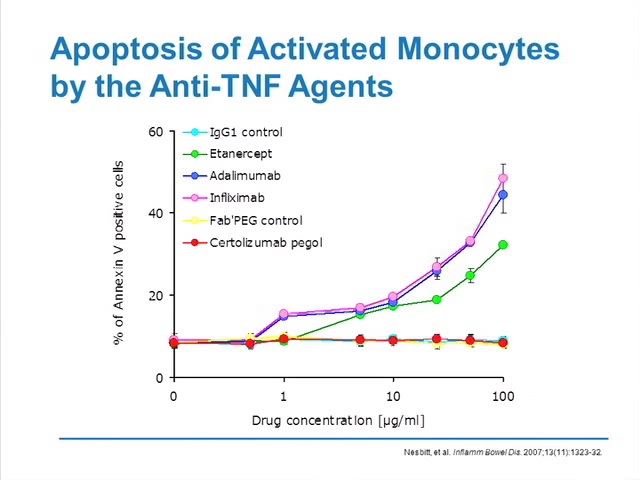 Apoptosis of Activated Monocytes
by the Anti-TNF Agents
IgG1 control
Etanercept
Adalimumab
Infliximab
Fab'PEG control
Certolizumab pegol
% of Annexin V positive cells
60
40
20
0
0 1 10 100
Drug concentration [µg/ml]
Nesbitt, et al. Inflamm Bowel Dis. 2007;13(11):1323-32.